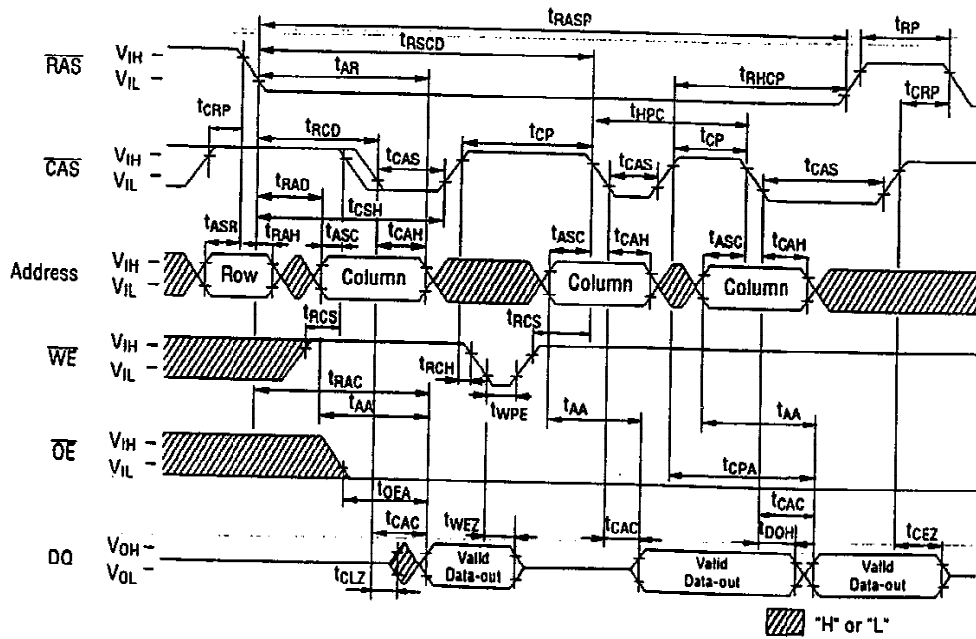 tRASP
tRP
tRSCD
RAS
VIH
VIL
tAR
tRHCP
tCRP
tCRP
tHPC
tRCD
tCP
tCP
CAS
VIH
VIL
tCAS
tCAS
tCAS
tRAD
tCSH
tASR
tRAH
tASC
tCAH
tASC
tCAH
tASC
tCAH
Address
VIH
VIL
Row
Column
Column
Column
tRCS
tRCS
WE
VIH
VIL
tRCH
tRAC
tWPE
tAA
tAA
tAA
OE
VIH
VIL
tCPA
tOEA
tCAC
tWEZ
tCAC
tCAC
tDOH
tCEZ
DQ
VOH
VOL
Valid
Data-out
Valid
Data-out
Valid
Data-out
tCLZ
"H" or "L"